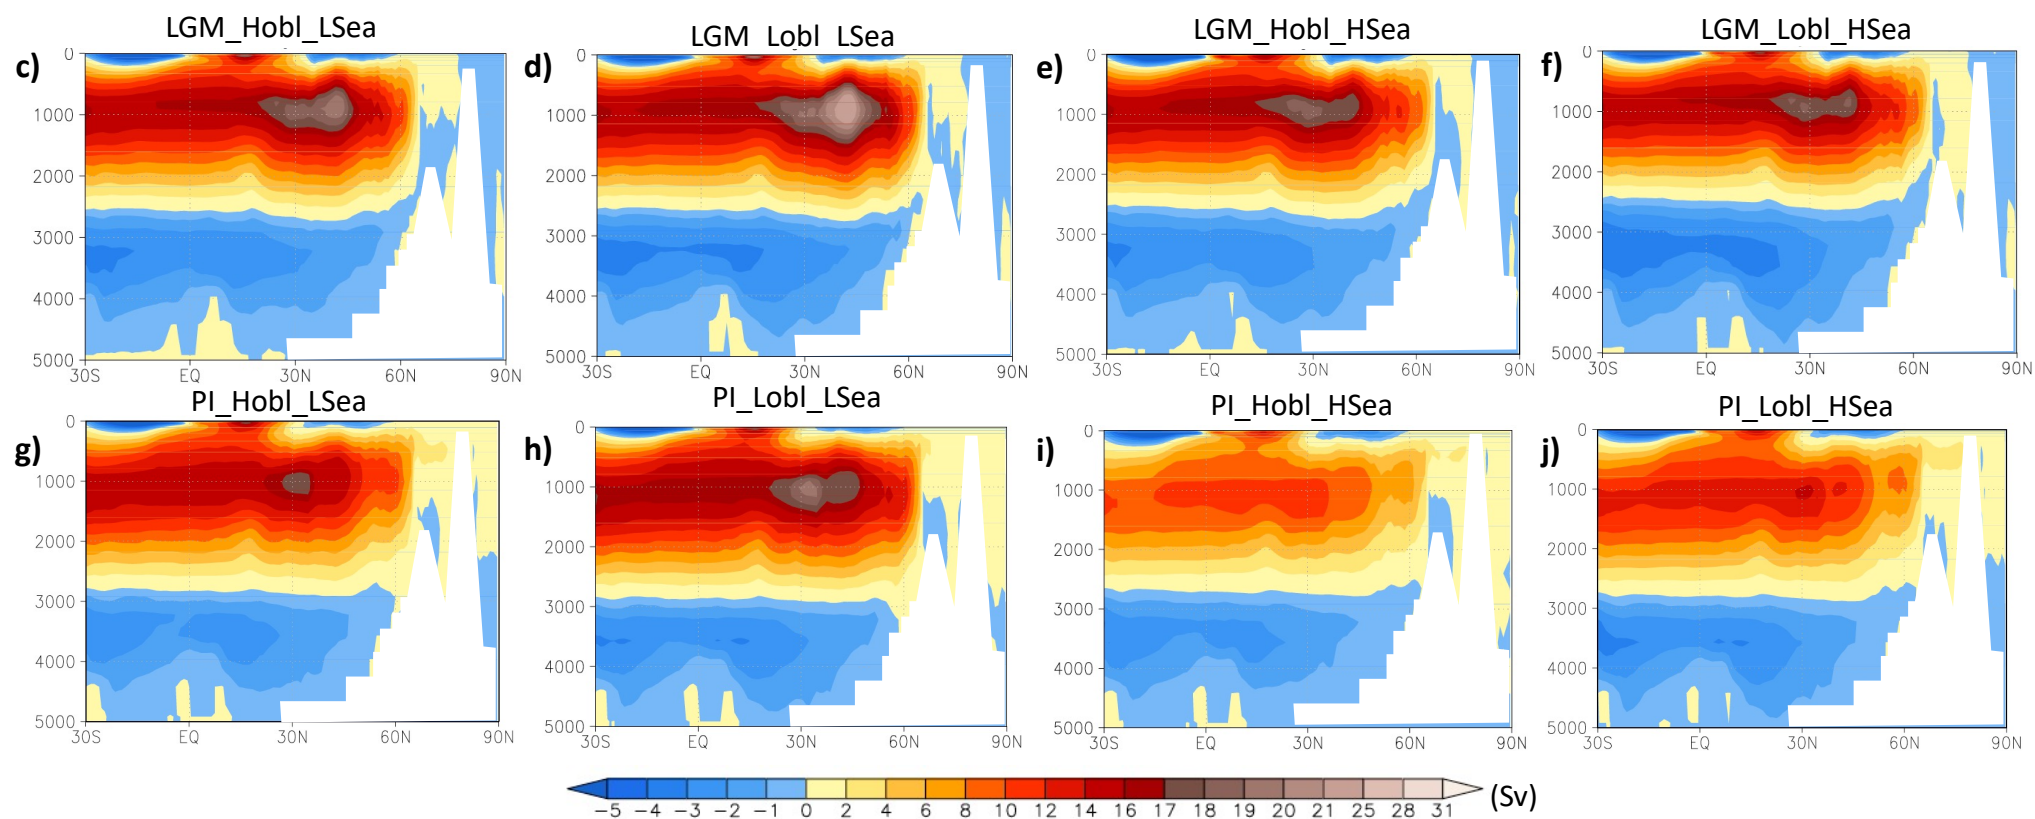 LGM_Hobl_LSea
LGM_Lobl_LSea
LGM_Hobl_HSea
LGM_Lobl_HSea
c)
0
1000
2000
3000
4000
5000
30S EQ 30N 60N 90N
d)
0
1000
2000
3000
4000
5000
30S EQ 30N 60N 90N
e)
0
1000
2000
3000
4000
5000
30S EQ 30N 60N 90N
f)
0
1000
2000
3000
4000
5000
30S EQ 30N 60N 90N
PI_Hobl_LSea
PI_Lobl_LSea
PI_Hobl_HSea
PI_Lobl_HSea
g)
0
1000
2000
3000
4000
5000
30S EQ 30N 60N 90N
h)
0
1000
2000
3000
4000
5000
30S EQ 30N 60N 90N
i)
0
1000
2000
3000
4000
5000
30S EQ 30N 60N 90N
j)
0
1000
2000
3000
4000
5000
30S EQ 30N 60N 90N
−5 −4 −3 −2 −1 0 2 4 6 8 10 12 14 16 17 18 19 20 21 25 28 31 (Sv)